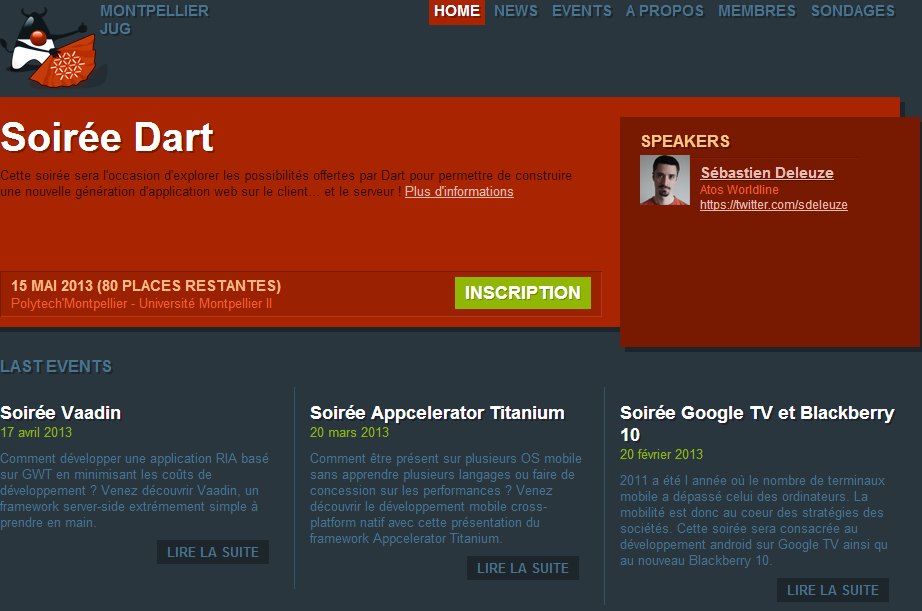 MONTPELLIER
JUG
HOME NEWS EVENTS A PROPOS MEMBRES SONDAGES
Soirée Dart
Cette soirée sera l'occasion d'explorer les possibilités offertes par Dart pour permettre de construire
une nouvelle génération d'application web sur le client... et le serveur ! Plus d'informations
15 MAI 2013 (80 PLACES RESTANTES)
Polytech'Montpellier - Université Montpellier II
INSCRIPTION
SPEAKERS
Sébastien Deleuze
Atos Worldline
https://twitter.com/sdeleuze
LAST EVENTS
Soirée Vaadin
17 avril 2013
Comment développer une application RIA basé
sur GWT en minimisant les coûts de
développement ? Venez découvrir Vaadin, un
framework server-side extrêmement simple à
prendre en main.
LIRE LA SUITE
Soirée Appcelerator Titanium
20 mars 2013
Comment être présent sur plusieurs OS mobile
sans apprendre plusieurs langages ou faire de
concession sur les performances ? Venez
découvrir le développement mobile cross-
platform natif avec cette présentation du
framework Appcelerator Titanium.
LIRE LA SUITE
Soirée Google TV et Blackberry
10
20 février 2013
2011 a été l année où le nombre de terminaux
mobile a dépassé celui des ordinateurs. La
mobilité est donc au coeur des stratégies des
sociétés. Cette soirée sera consacrée au
développement android sur Google TV ainsi qu
au nouveau Blackberry 10.
LIRE LA SUITE